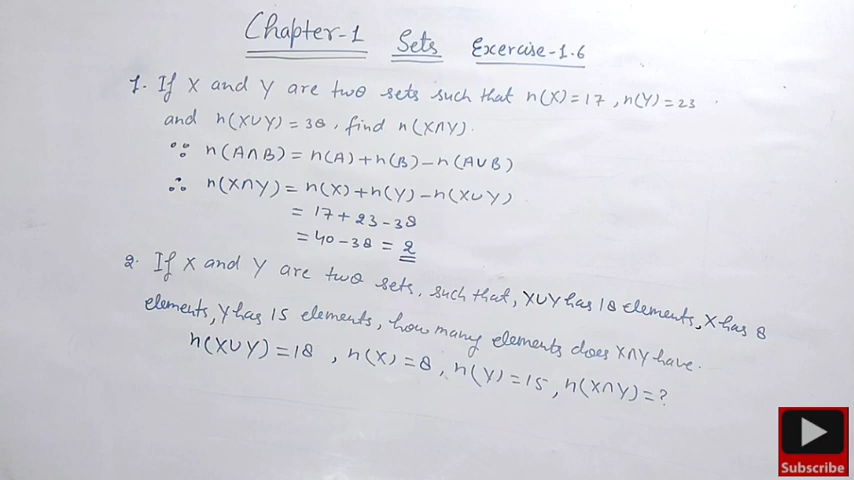 Chapter-1 Sets Exercise-1.6
1. If X and Y are two sets such that n(X)=17, n(Y)=23
and n(X∪Y)=38, find n(X∩Y).
∵ n(A∩B)=n(A)+n(B)-n(A∪B)
∴ n(X∩Y)=n(X)+n(Y)-n(X∪Y)
= 17+23-38
= 40-38 = 2
2. If X and Y are two sets, such that, X∪Y has 18 elements, X has 8
elements, Y has 15 elements, how many elements does X∩Y have.
n(X∪Y)=18, n(X)=8, n(Y)=15, n(X∩Y)=?
Subscribe